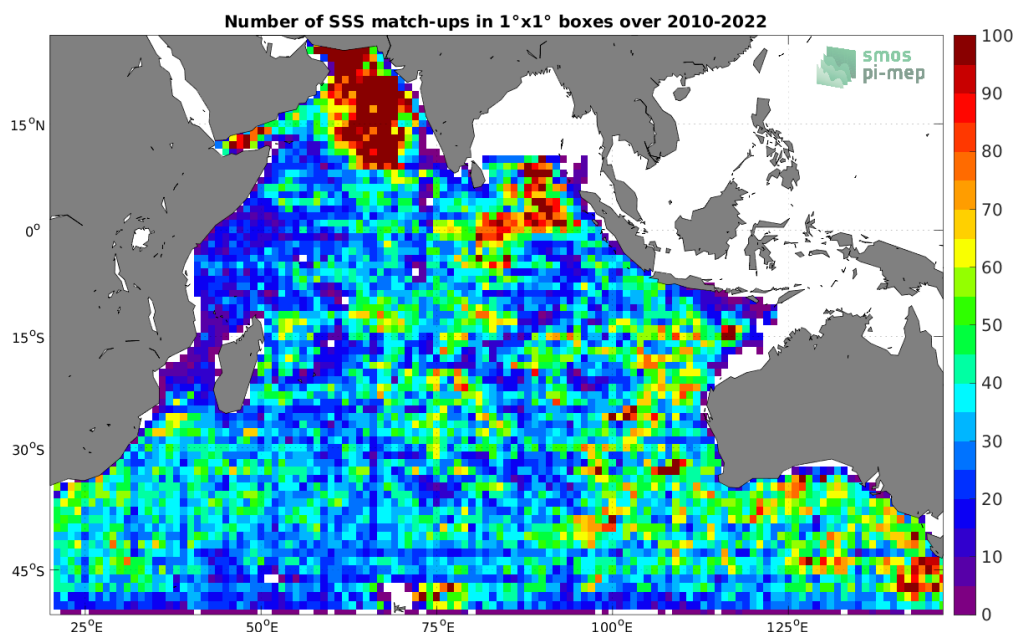 Number of SSS match-ups in 1°x1° boxes over 2010-2022
smos
pi-mep
100
90
80
70
60
50
40
30
20
10
0
15°N
0°
15°S
30°S
45°S
25°E
50°E
75°E
100°E
125°E